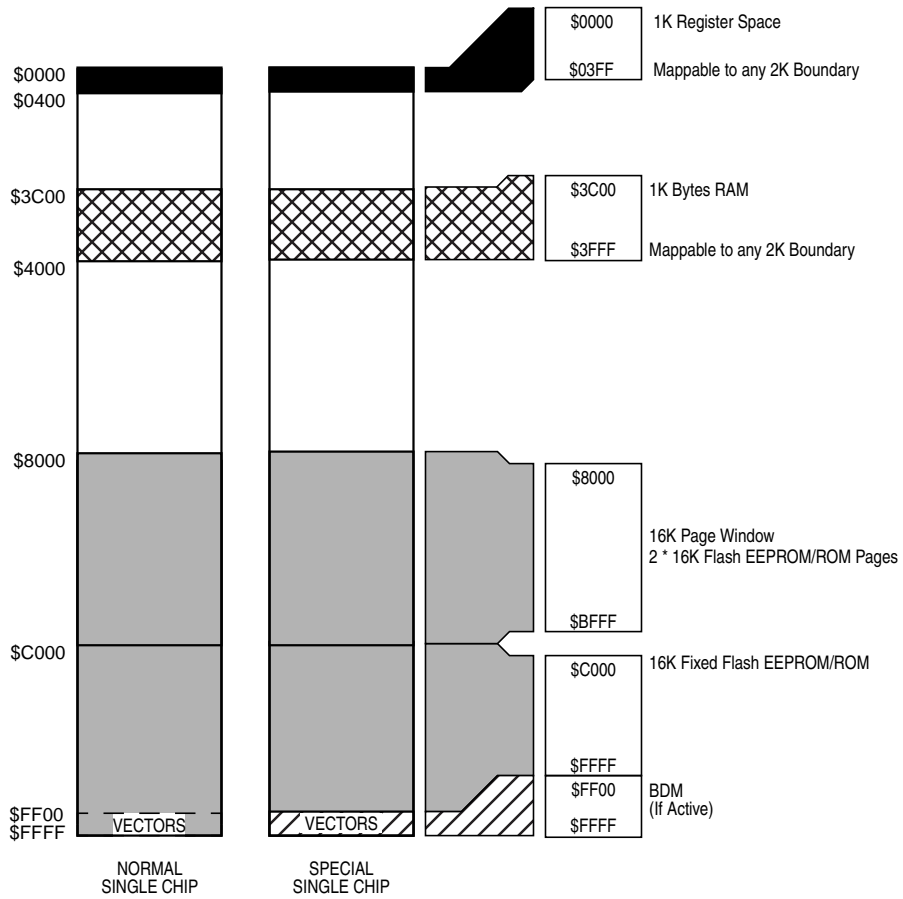 $0000
$0400
$3C00
$4000
$8000
$C000
$FF00
$FFFF
VECTORS
NORMAL
SINGLE CHIP
VECTORS
SPECIAL
SINGLE CHIP
$0000
1K Register Space
$03FF
Mappable to any 2K Boundary
$3C00
1K Bytes RAM
$3FFF
Mappable to any 2K Boundary
$8000
16K Page Window
2 * 16K Flash EEPROM/ROM Pages
$BFFF
$C000
16K Fixed Flash EEPROM/ROM
$FFFF
$FF00
BDM
(If Active)
$FFFF